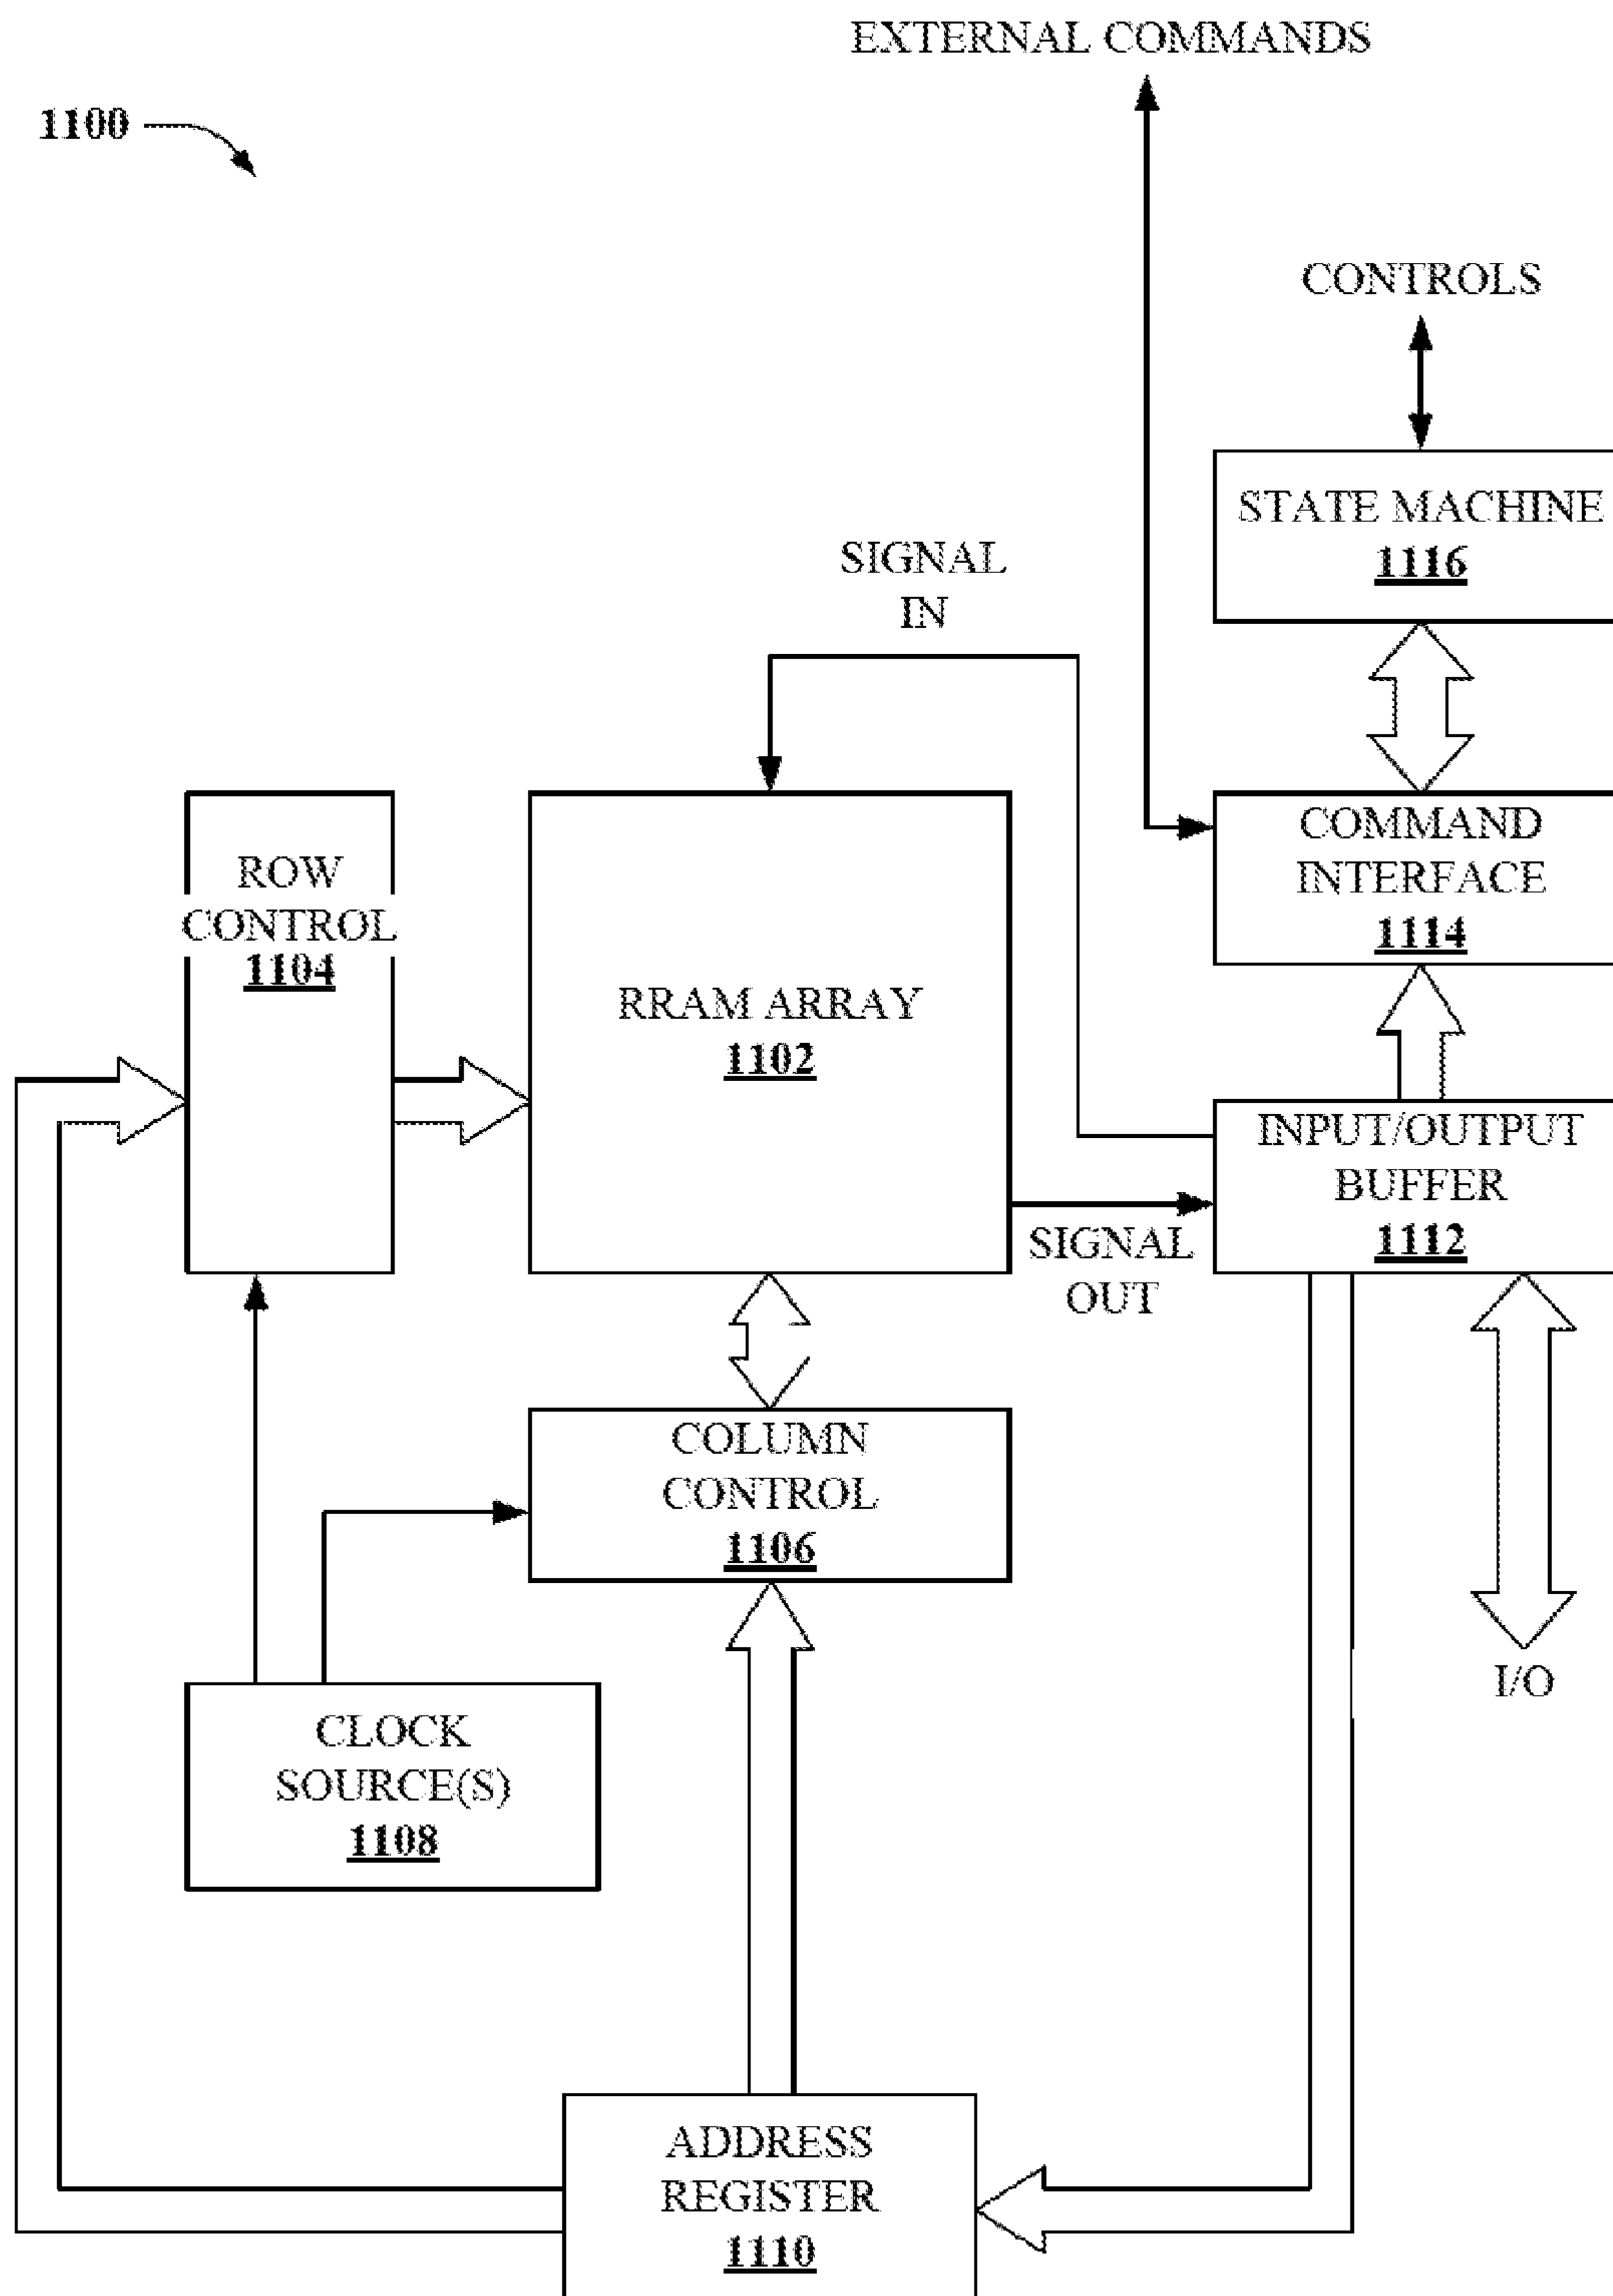 EXTERNAL COMMANDS
1100
CONTROLS
STATE MACHINE
1116
SIGNAL
IN
COMMAND
INTERFACE
1114
ROW
CONTROL
1104
RRAM ARRAY
1102
INPUT/OUTPUT
BUFFER
1112
SIGNAL
OUT
COLUMN
CONTROL
1106
I/O
CLOCK
SOURCE(S)
1108
ADDRESS
REGISTER
1110